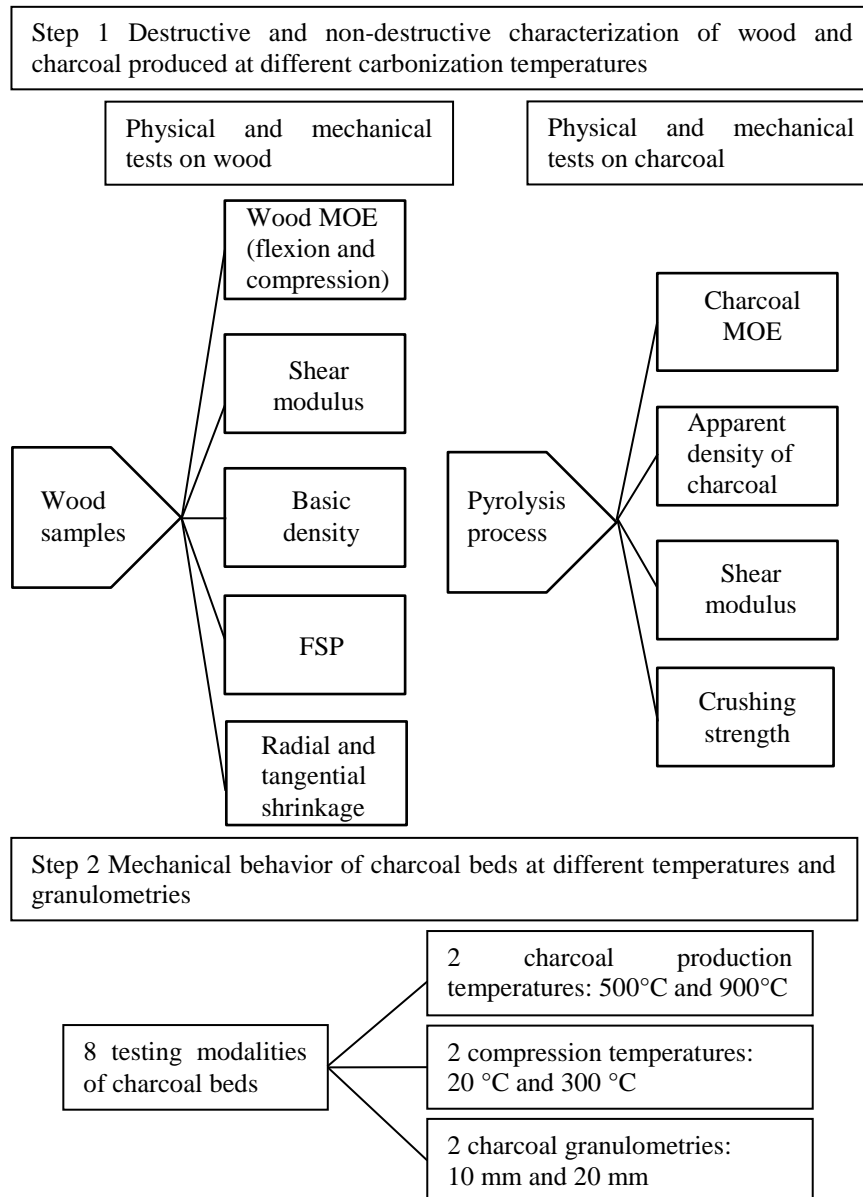 Step 1 Destructive and non-destructive characterization of wood and
charcoal produced at different carbonization temperatures
Physical and mechanical
tests on wood
Physical and mechanical
tests on charcoal
Wood MOE
(flexion and
compression)
Shear
modulus
Wood
samples
Basic
density
FSP
Radial and
tangential
shrinkage
Charcoal
MOE
Apparent
density of
charcoal
Pyrolysis
process
Shear
modulus
Crushing
strength
Step 2 Mechanical behavior of charcoal beds at different temperatures and
granulometries
2 charcoal production
temperatures: 500°C and 900°C
8 testing modalities
of charcoal beds
2 compression temperatures:
20 °C and 300 °C
2 charcoal granulometries:
10 mm and 20 mm